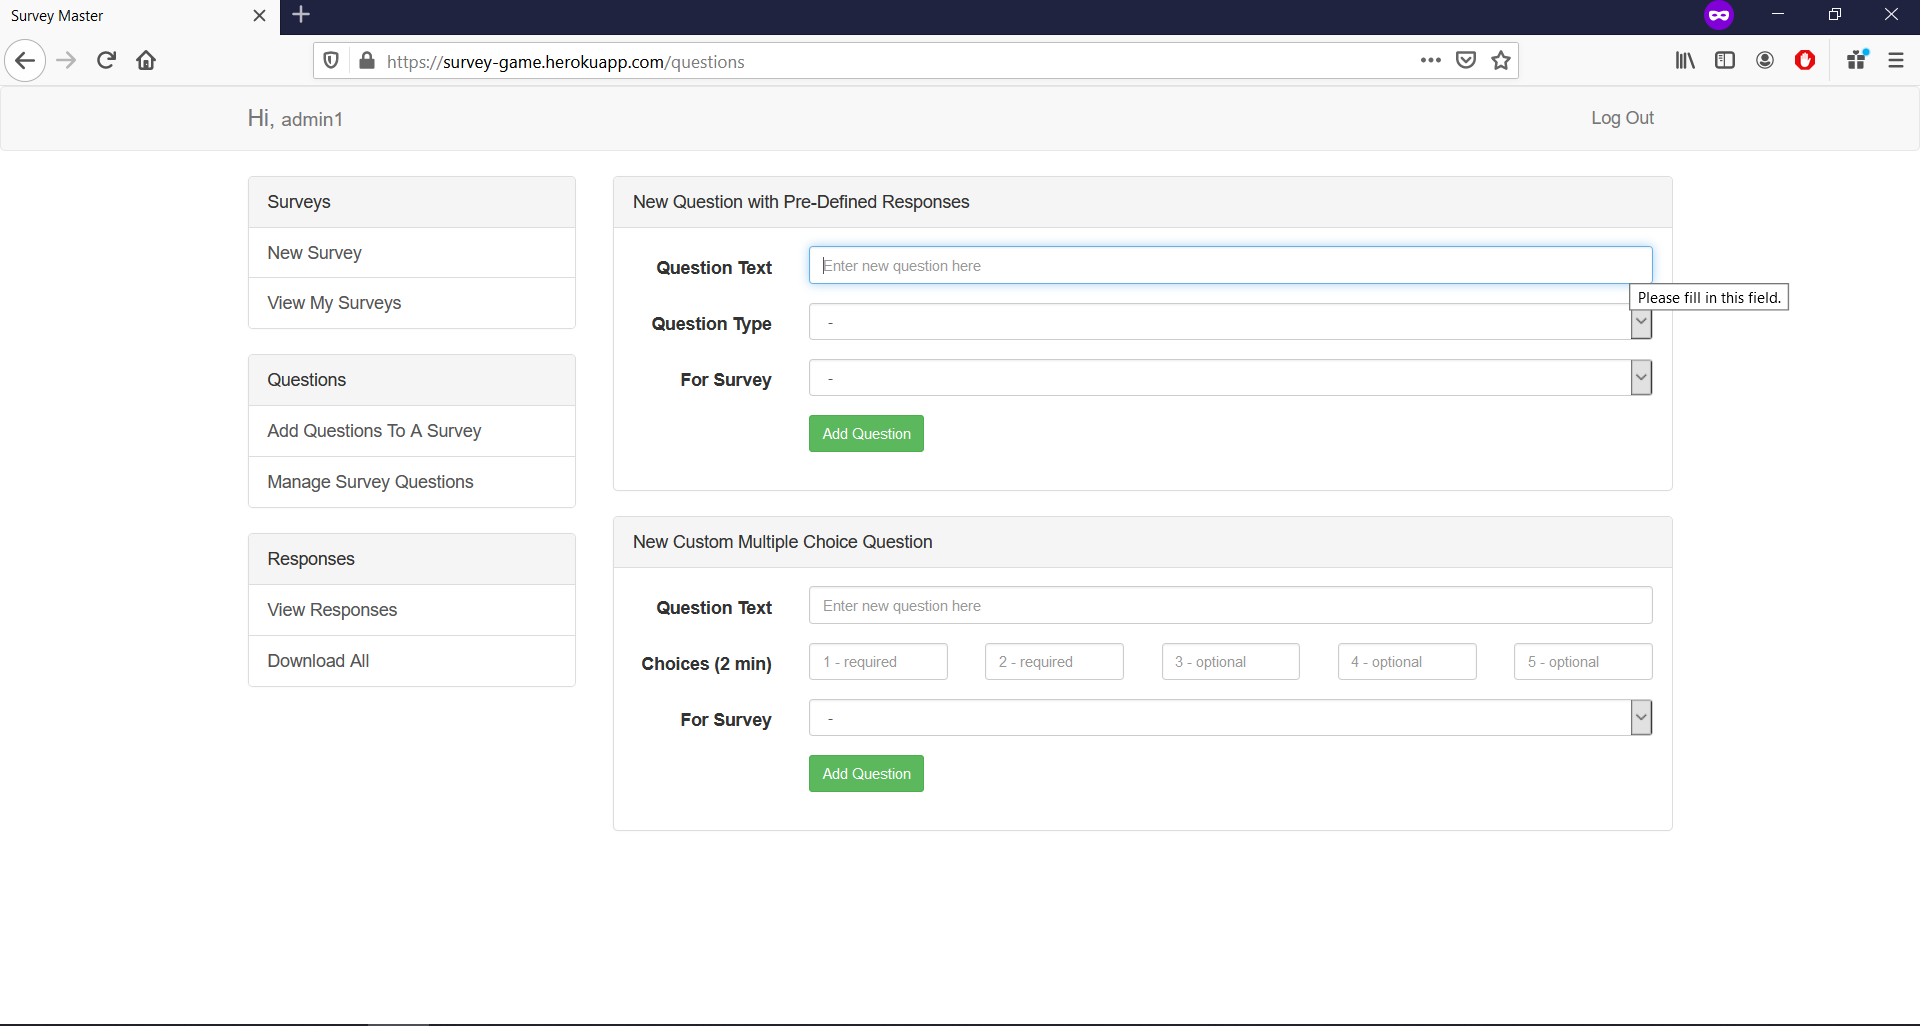 Survey Master
https://survey-game.herokuapp.com/questions
Hi, admin1
Log Out
Surveys
New Survey
View My Surveys
Questions
Add Questions To A Survey
Manage Survey Questions
Responses
View Responses
Download All
New Question with Pre-Defined Responses
Question Text
Enter new question here
Please fill in this field.
Question Type
-
For Survey
-
Add Question
New Custom Multiple Choice Question
Question Text
Enter new question here
Choices (2 min)
1 - required
2 - required
3 - optional
4 - optional
5 - optional
For Survey
-
Add Question